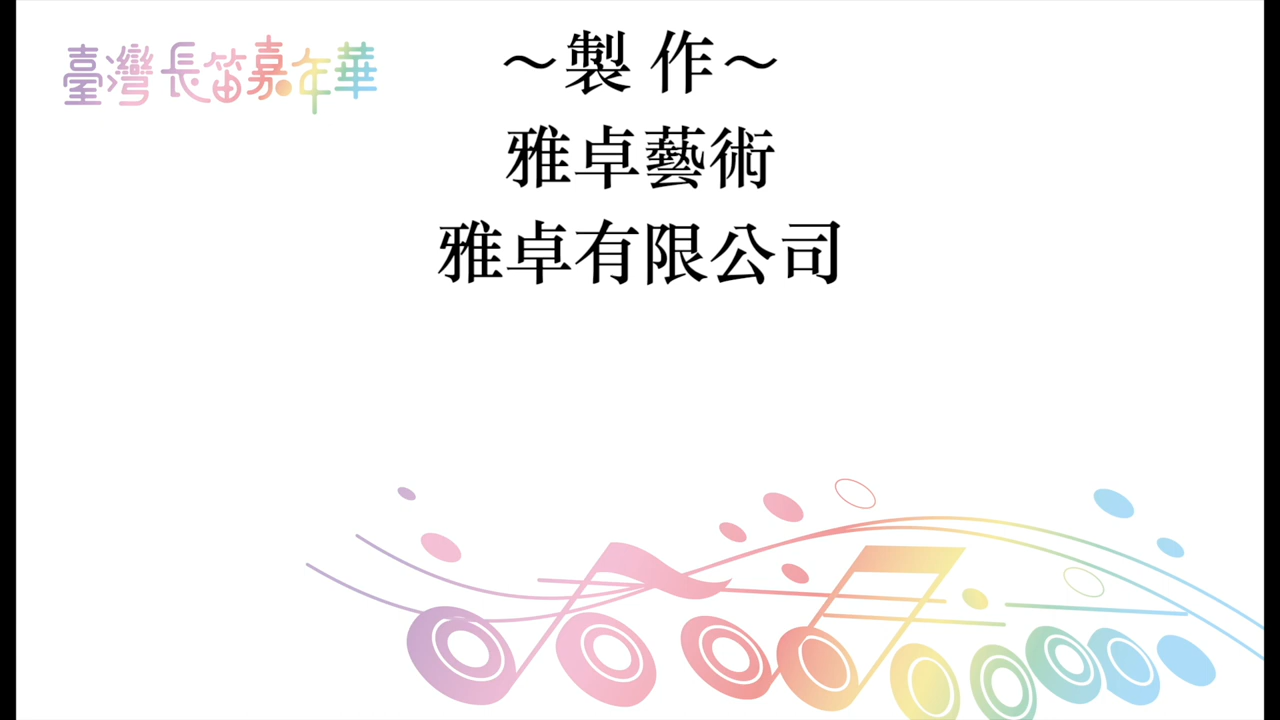 臺灣長笛嘉年華
～製 作～
雅卓藝術
雅卓有限公司